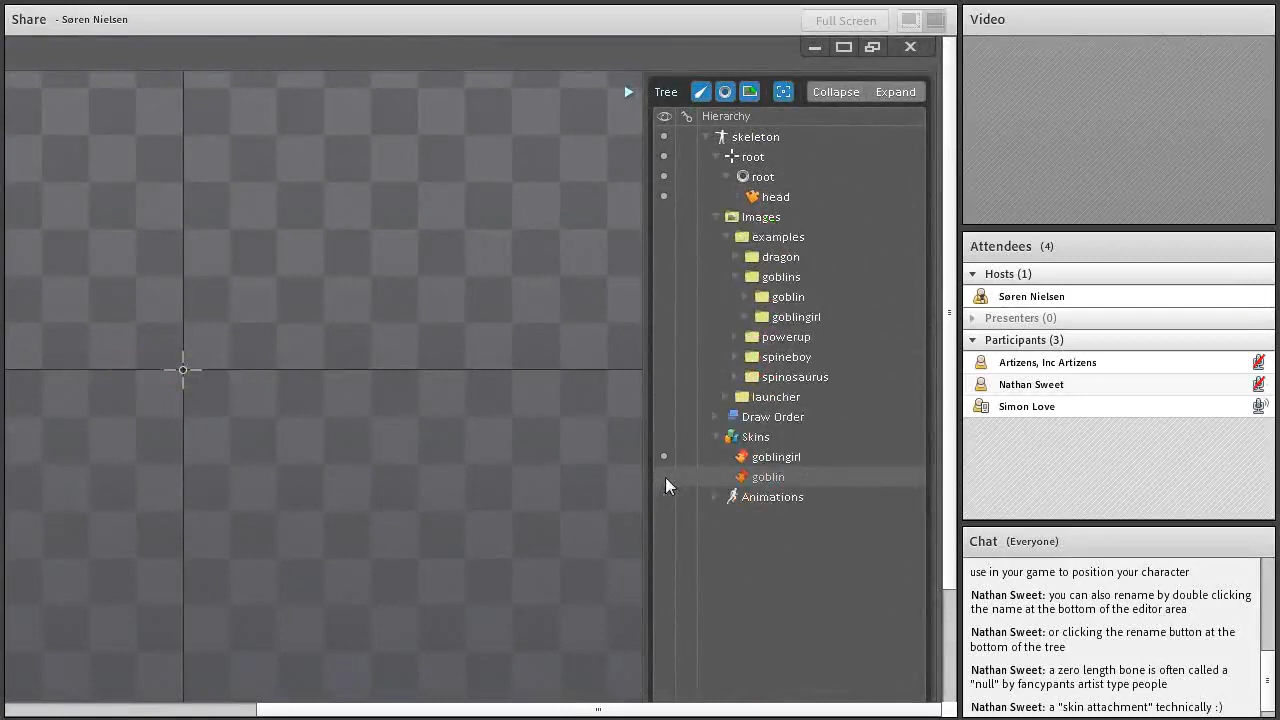 Share - Søren Nielsen
Full Screen
Tree
Collapse
Expand
Hierarchy
skeleton
root
root
head
Images
examples
dragon
goblins
goblin
goblingirl
powerup
spineboy
spinosaurus
launcher
Draw Order
Skins
goblingirl
goblin
Animations
Video
Attendees (4)
Hosts (1)
Søren Nielsen
Presenters (0)
Participants (3)
Artizens, Inc Artizens
Nathan Sweet
Simon Love
Chat (Everyone)
use in your game to position your character
Nathan Sweet: you can also rename by double clicking
the name at the bottom of the editor area
Nathan Sweet: or clicking the rename button at the
bottom of the tree
Nathan Sweet: a zero length bone is often called a
"null" by fancypants artist type people
Nathan Sweet: a "skin attachment" technically :)